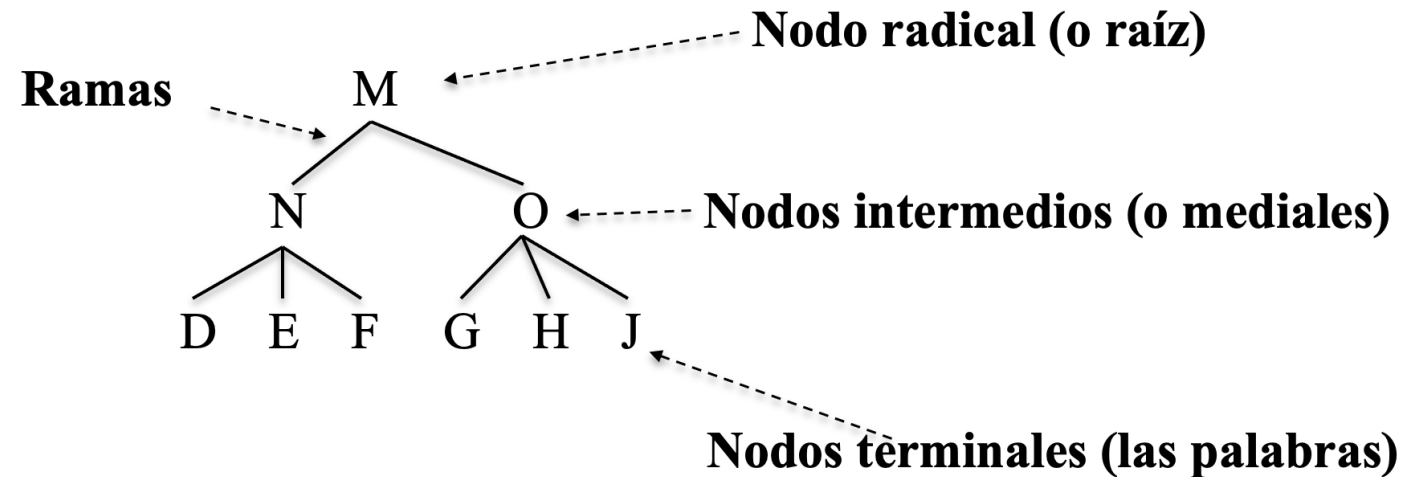 Nodo radical (o raíz)
Ramas M
N O Nodos intermedios (o mediales)
D E F G H J
Nodos terminales (las palabras)